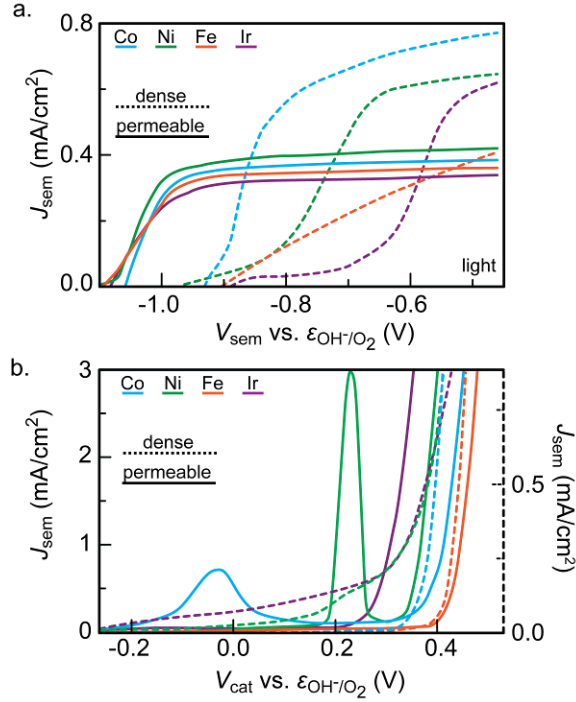 a.
Co Ni Fe Ir
dense
permeable
light
0.8
0.4
0.0
J_sem (mA/cm²)
-1.0 -0.8 -0.6
V_sem vs. ε_OH⁻/O₂ (V)
b.
Co Ni Fe Ir
dense
permeable
3
2
1
0
J_sem (mA/cm²)
0.5
0.0
J_sem (mA/cm²)
-0.2 0.0 0.2 0.4
V_cat vs. ε_OH⁻/O₂ (V)